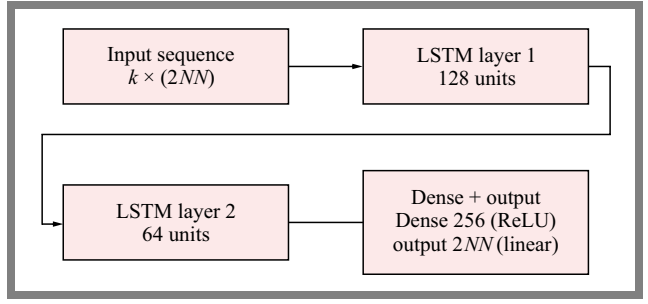 Input sequence
k × (2NN)
LSTM layer 1
128 units
LSTM layer 2
64 units
Dense + output
Dense 256 (ReLU)
output 2NN (linear)